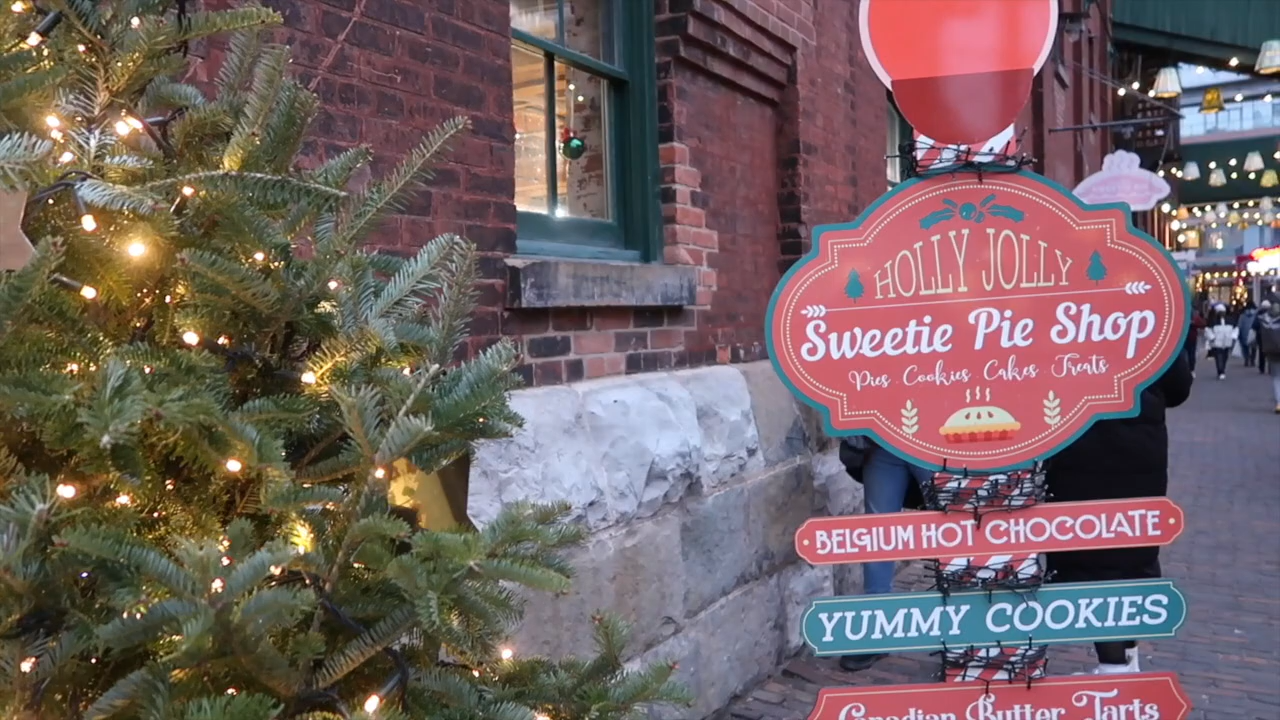 HOLLY JOLLY
Sweetie Pie Shop
Pies Cookies Cakes Treats
BELGIUM HOT CHOCOLATE
YUMMY COOKIES
Canadian Butter Tarts